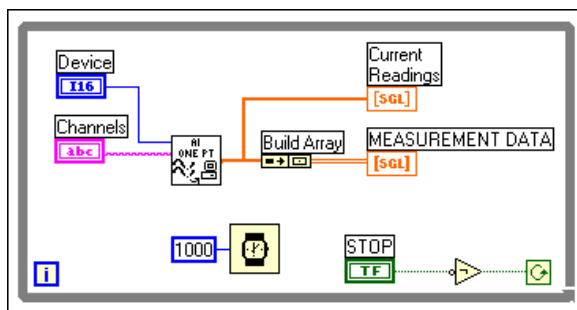 Device
I16
Channels
abc
AI
ONE PT
Current
Readings
[SGL]
Build Array
MEASUREMENT DATA
[SGL]
1000
STOP
TF
i